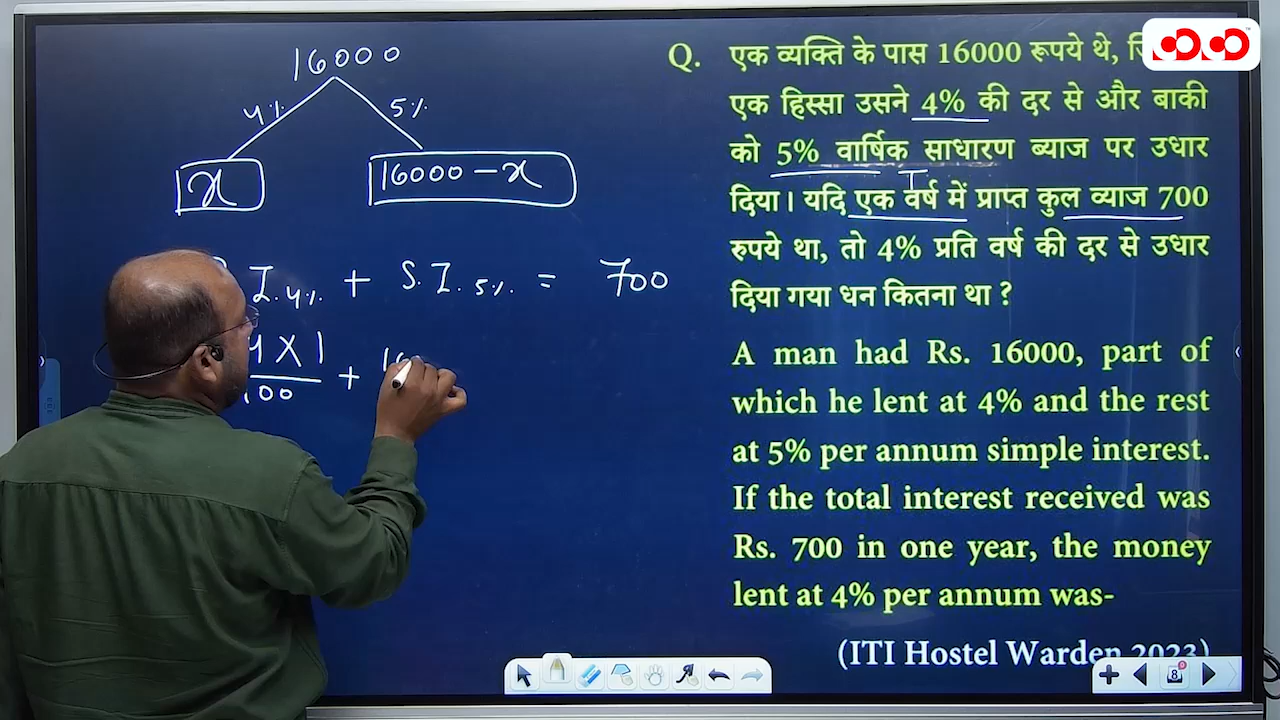 16000
4% 5%
x 16000 - x
I. 4% + S. I. 5% = 700
4 X 1
100 +
Q. एक व्यक्ति के पास 16000 रूपये थे,
एक हिस्सा उसने 4% की दर से और बाकी
को 5% वार्षिक साधारण ब्याज पर उधार
दिया। यदि एक वर्ष में प्राप्त कुल ब्याज 700
रुपये था, तो 4% प्रति वर्ष की दर से उधार
दिया गया धन कितना था ?
A man had Rs. 16000, part of
which he lent at 4% and the rest
at 5% per annum simple interest.
If the total interest received was
Rs. 700 in one year, the money
lent at 4% per annum was-
(ITI Hostel Warden 2023)
8